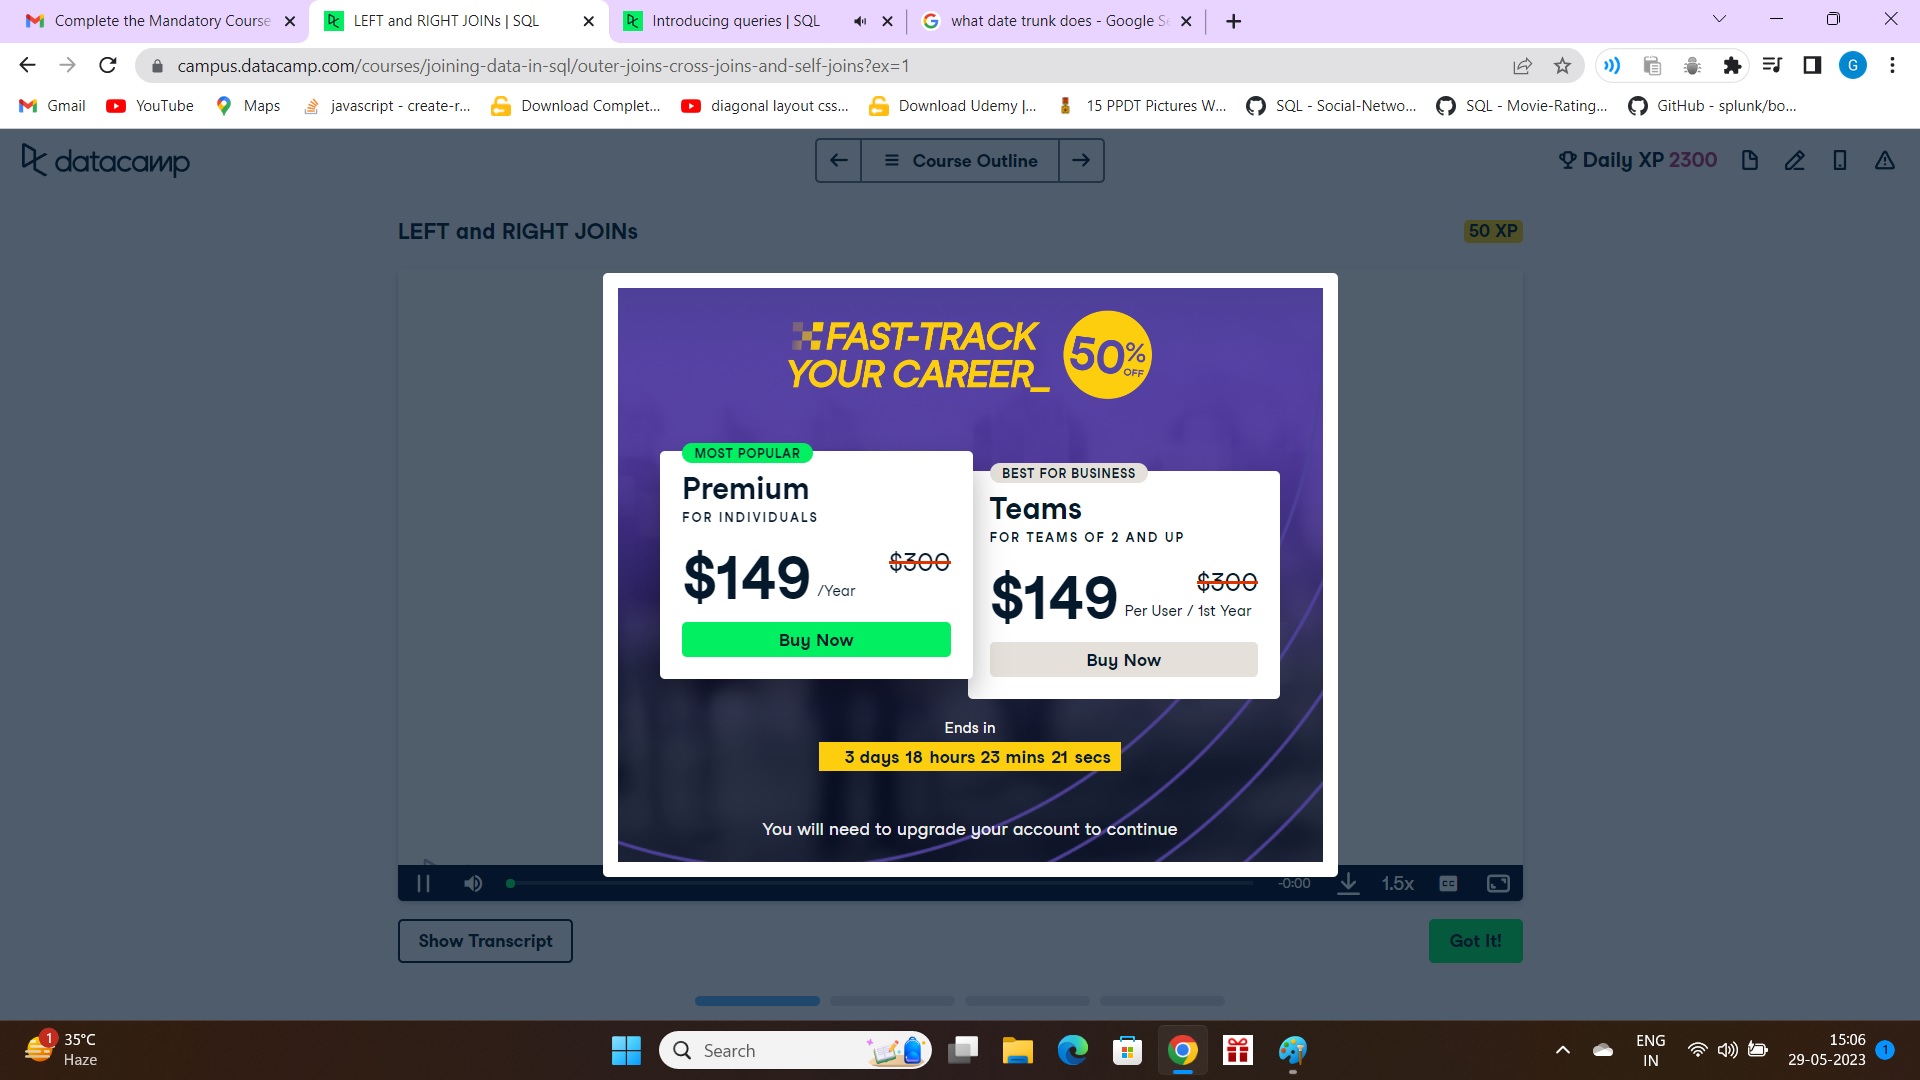 Complete the Mandatory Course
LEFT and RIGHT JOINs | SQL
Introducing queries | SQL
what date trunk does - Google Se
campus.datacamp.com/courses/joining-data-in-sql/outer-joins-cross-joins-and-self-joins?ex=1
G
Gmail
YouTube
Maps
javascript - create-r...
Download Complet...
diagonal layout css...
Download Udemy |...
15 PPDT Pictures W...
SQL - Social-Netwo...
SQL - Movie-Rating...
GitHub - splunk/bo...
datacamp
Course Outline
Daily XP 2300
LEFT and RIGHT JOINs
50 XP
FAST-TRACK
YOUR CAREER_
50%
OFF
MOST POPULAR
Premium
FOR INDIVIDUALS
$149 /Year
$300
Buy Now
BEST FOR BUSINESS
Teams
FOR TEAMS OF 2 AND UP
$149 Per User / 1st Year
$300
Buy Now
Ends in
3 days 18 hours 23 mins 21 secs
You will need to upgrade your account to continue
-0:00
1.5x
CC
Show Transcript
Got It!
1
35°C
Haze
Search
ENG
IN
15:06
29-05-2023
1